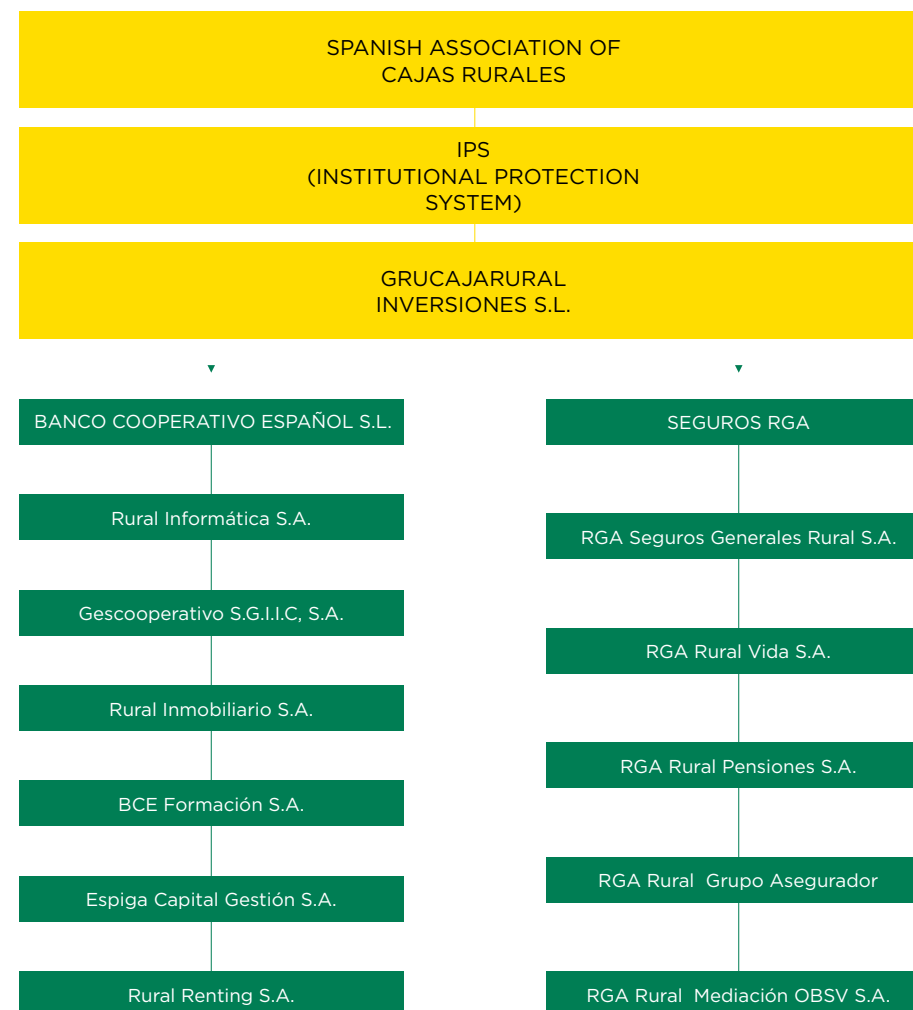 SPANISH ASSOCIATION OF
CAJAS RURALES
IPS
(INSTITUTIONAL PROTECTION
SYSTEM)
GRUCAJARURAL
INVERSIONES S.L.
BANCO COOPERATIVO ESPAÑOL S.L.
Rural Informática S.A.
Gescooperativo S.G.I.I.C, S.A.
Rural Inmobiliario S.A.
BCE Formación S.A.
Espiga Capital Gestión S.A.
Rural Renting S.A.
SEGUROS RGA
RGA Seguros Generales Rural S.A.
RGA Rural Vida S.A.
RGA Rural Pensiones S.A.
RGA Rural  Grupo Asegurador
RGA Rural  Mediación OBSV S.A.